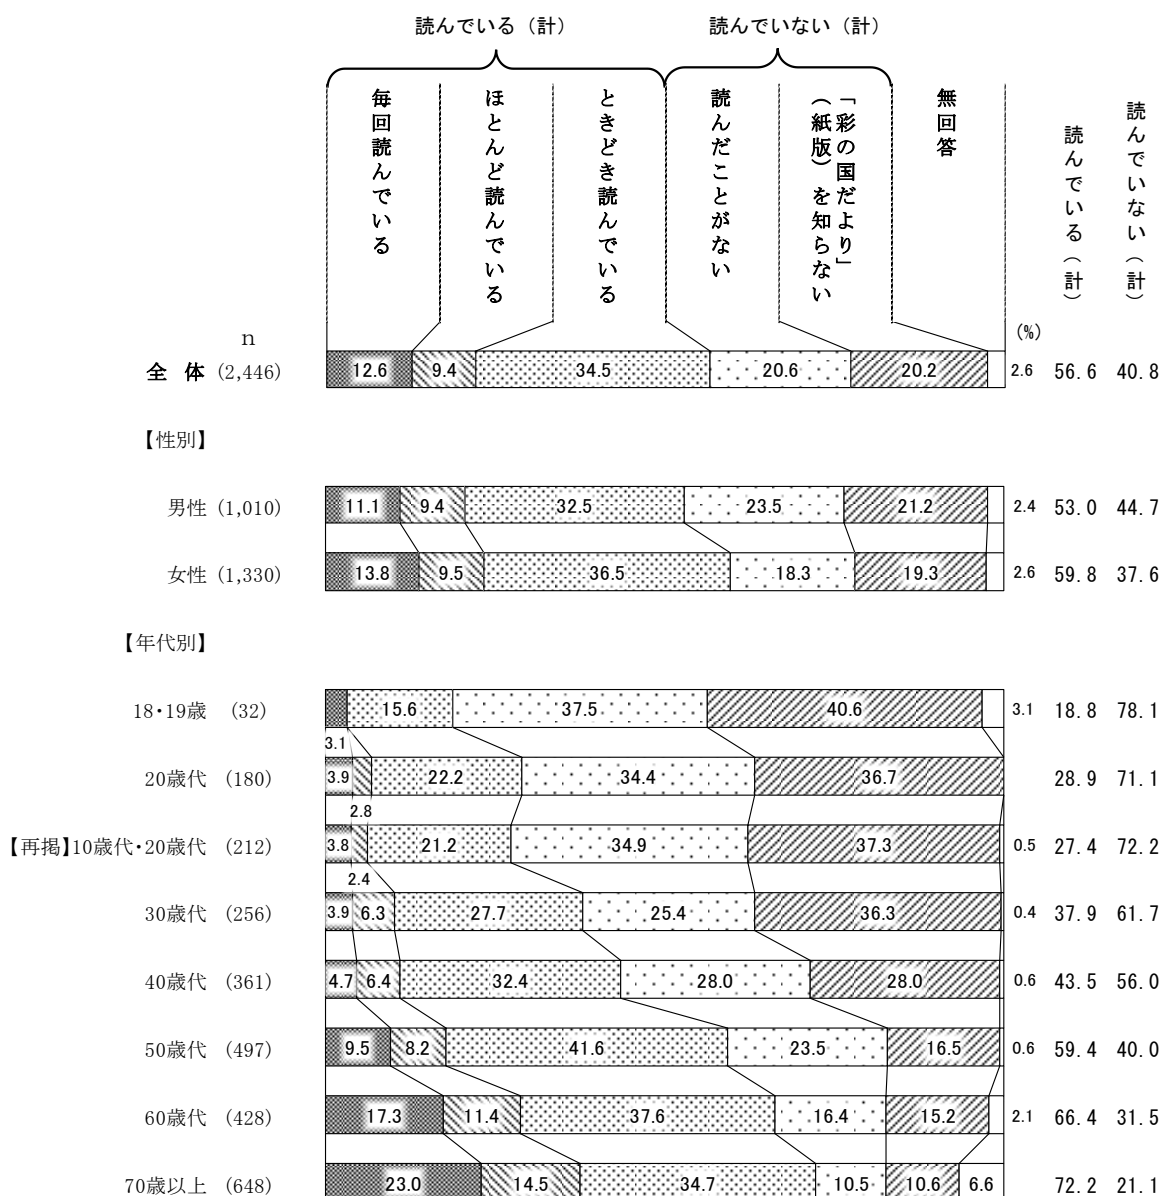 読んでいる（計）　読んでいない（計）
毎回読んでいる
ほとんど読んでいる
ときどき読んでいる
読んだことがない
「彩の国だより」
（紙版）を知らない
無回答
読んでいる（計）
読んでいない（計）
n
(%)
全　体 (2,446) 12.6 9.4 34.5 20.6 20.2 2.6 56.6 40.8
【性別】
男性 (1,010) 11.1 9.4 32.5 23.5 21.2 2.4 53.0 44.7
女性 (1,330) 13.8 9.5 36.5 18.3 19.3 2.6 59.8 37.6
【年代別】
18・19歳 (32) 15.6 37.5 40.6 3.1 18.8 78.1
3.1
20歳代 (180) 3.9 22.2 34.4 36.7 28.9 71.1
2.8
【再掲】10歳代・20歳代 (212) 3.8 21.2 34.9 37.3 0.5 27.4 72.2
2.4
30歳代 (256) 3.9 6.3 27.7 25.4 36.3 0.4 37.9 61.7
40歳代 (361) 4.7 6.4 32.4 28.0 28.0 0.6 43.5 56.0
50歳代 (497) 9.5 8.2 41.6 23.5 16.5 0.6 59.4 40.0
60歳代 (428) 17.3 11.4 37.6 16.4 15.2 2.1 66.4 31.5
70歳以上 (648) 23.0 14.5 34.7 10.5 10.6 6.6 72.2 21.1